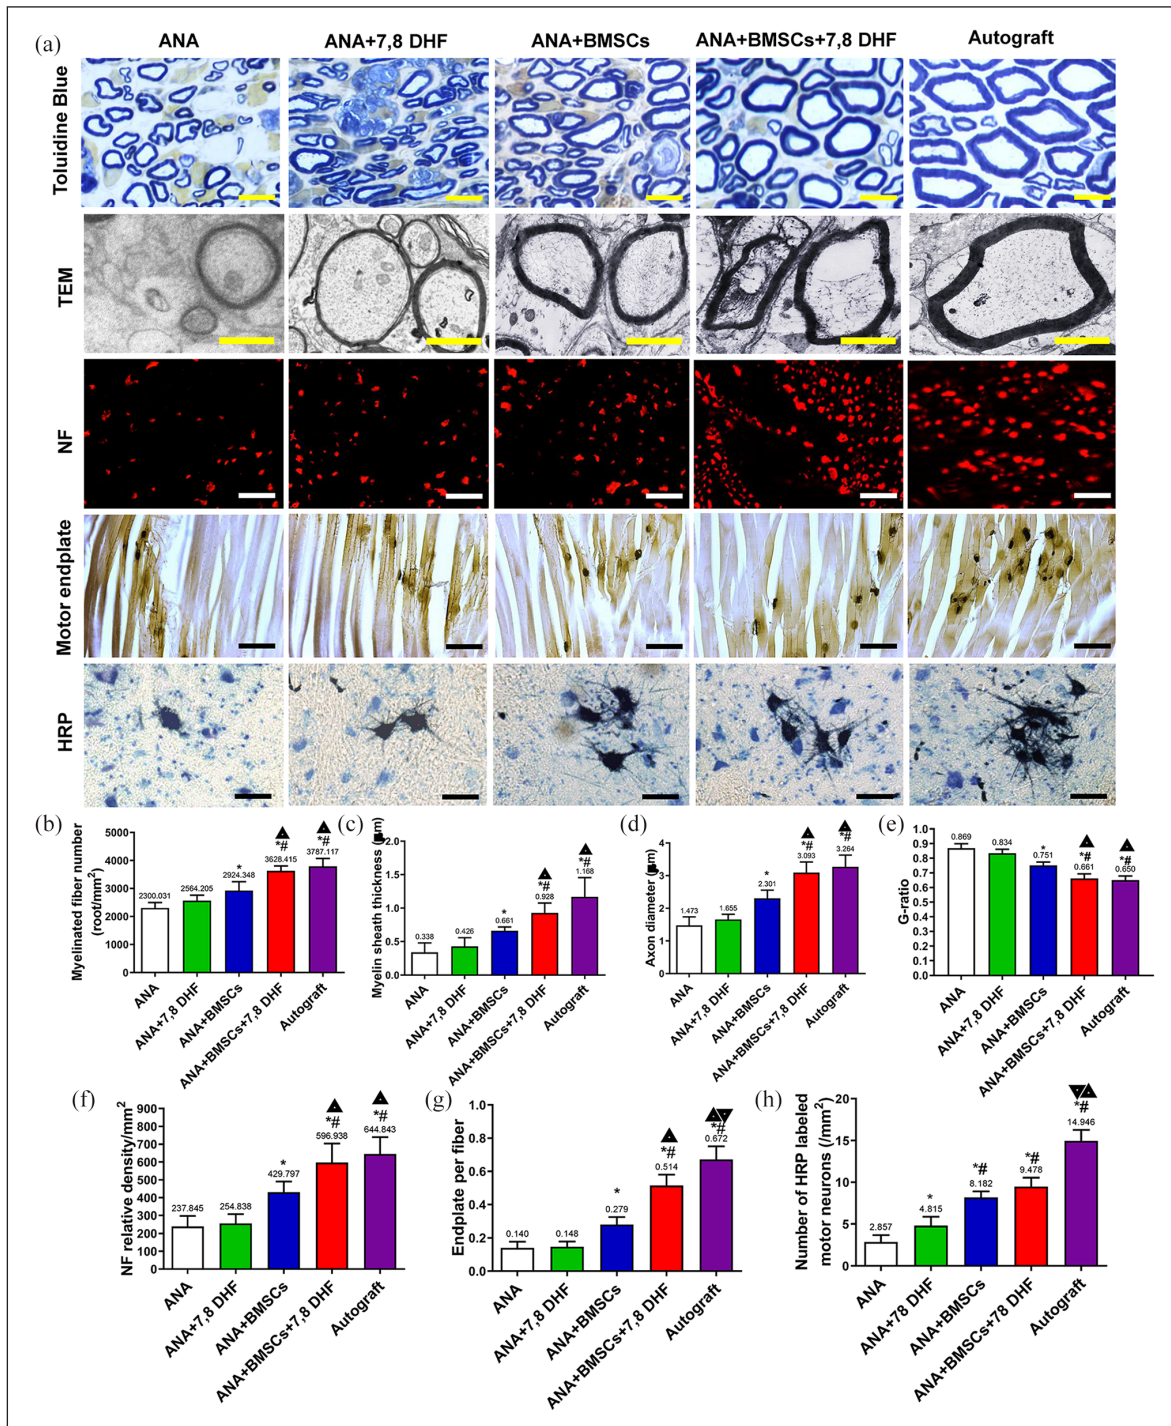 (a)
ANA
ANA+7,8 DHF
ANA+BMSCs
ANA+BMSCs+7,8 DHF
Autograft
Toluidine Blue
TEM
NF
Motor endplate
HRP
(b)
Myelinated fiber number
(root/mm²)
6000
5000
4000
3000
2000
1000
0
2300.031
2564.205
*
2924.348
*#
3628.415
*#
3787.117
ANA
ANA+7,8 DHF
ANA+BMSCs
ANA+BMSCs+7,8 DHF
Autograft
(c)
Myelin sheath thickness
2.0
1.5
1.0
0.5
0.0
0.338
0.426
*
0.661
*#
0.928
*#
1.168
ANA
ANA+7,8 DHF
ANA+BMSCs
ANA+BMSCs+7,8 DHF
Autograft
(d)
Axon diameter
6
4
2
0
1.473
1.655
*
2.301
*#
3.093
*#
3.264
ANA
ANA+7,8 DHF
ANA+BMSCs
ANA+BMSCs+7,8 DHF
Autograft
(e)
G-ratio
1.0
0.9
0.8
0.7
0.6
0.5
0.4
0.3
0.2
0.1
0.0
0.869
0.834
*
0.751
*#
0.661
*#
0.650
ANA
ANA+7,8 DHF
ANA+BMSCs
ANA+BMSCs+7,8 DHF
Autograft
(f)
NF relative density/mm²
900
800
700
600
500
400
300
200
100
0
237.845
254.838
*
429.797
*#
596.938
*#
644.843
ANA
ANA+7,8 DHF
ANA+BMSCs
ANA+BMSCs+7,8 DHF
Autograft
(g)
Endplate per fiber
1.0
0.8
0.6
0.4
0.2
0.0
0.140
0.148
*
0.279
*#
0.514
*#
0.672
ANA
ANA+7,8 DHF
ANA+BMSCs
ANA+BMSCs+7,8 DHF
Autograft
(h)
Number of HRP labeled
motor neurons (/mm²)
20
15
10
5
0
2.857
*
4.815
*#
8.182
*#
9.478
*#
14.946
ANA
ANA+78 DHF
ANA+BMSCs
ANA+BMSCs+78 DHF
Autograft